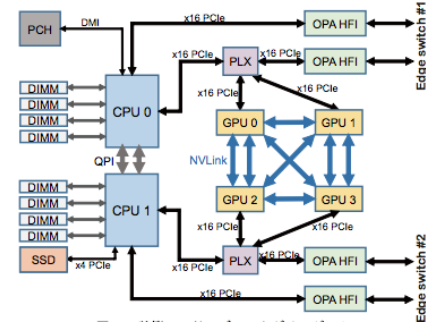 x16 PCIe
OPA HFI
Edge switch #1
PCH
DMI
x16 PCIe
PLX
x16 PCIe
OPA HFI
DIMM
DIMM
DIMM
DIMM
CPU 0
x16 PCIe
x16 PCIe
GPU 0
GPU 1
QPI
NVLink
DIMM
DIMM
DIMM
DIMM
CPU 1
GPU 2
GPU 3
x16 PCIe
x16 PCIe
SSD
x4 PCIe
x16 PCIe
PLX
x16 PCIe
OPA HFI
Edge switch #2
x16 PCIe
OPA HFI